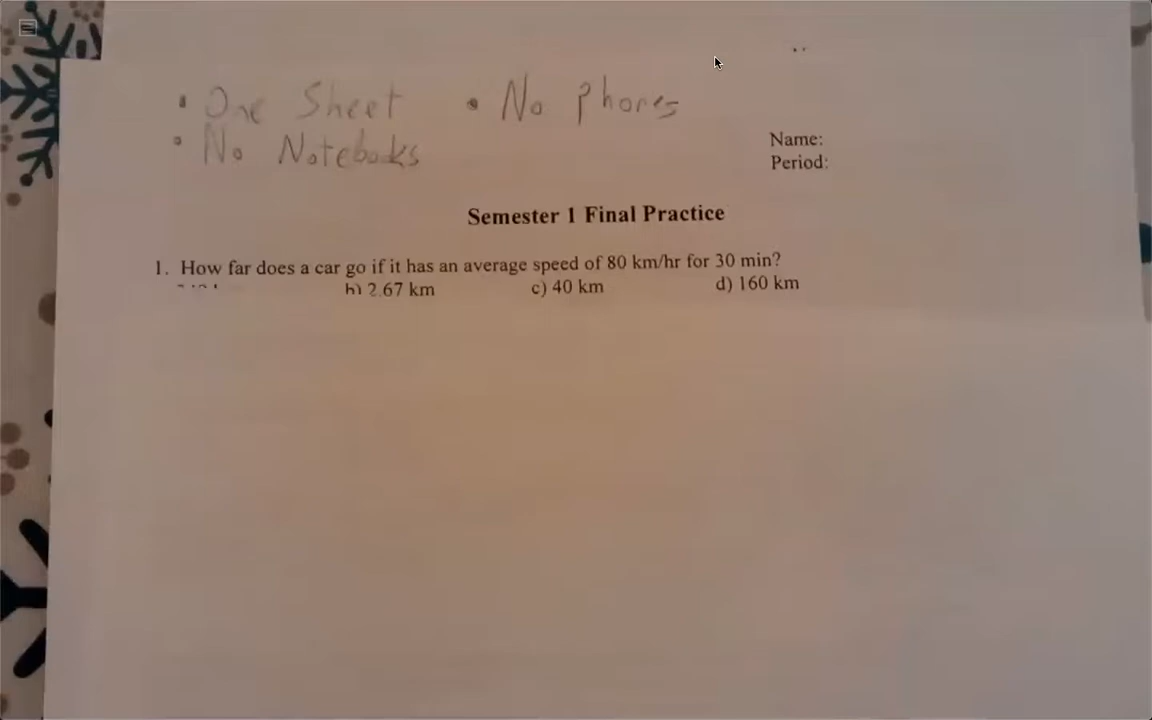 • One Sheet • No Phones
• No Notebooks
Name:
Period:
Semester 1 Final Practice
1. How far does a car go if it has an average speed of 80 km/hr for 30 min?
b) 2.67 km c) 40 km d) 160 km